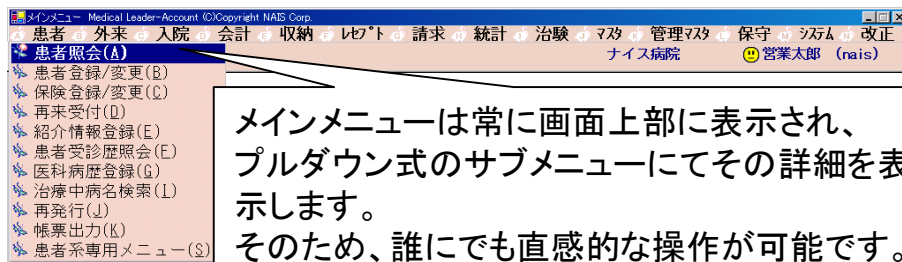 メインメニュー Medical Leader-Account (C)Copyright NAIS Corp.
患者 外来 入院 会計 収納 ﾚｾﾌﾟﾄ 請求 統計 治験 ﾏｽﾀ 管理ﾏｽﾀ 保守 ｼｽﾃﾑ 改正
患者照会(A)
ナイス病院 営業太郎 (nais)
患者登録/変更(B)
保険登録/変更(C)
再来受付(D)
紹介情報登録(E)
患者受診歴照会(F)
医科病歴登録(G)
治療中病名検索(I)
再発行(J)
帳票出力(K)
患者系専用メニュー(S)
メインメニューは常に画面上部に表示され、
プルダウン式のサブメニューにてその詳細を表
示します。
そのため、誰にでも直感的な操作が可能です。